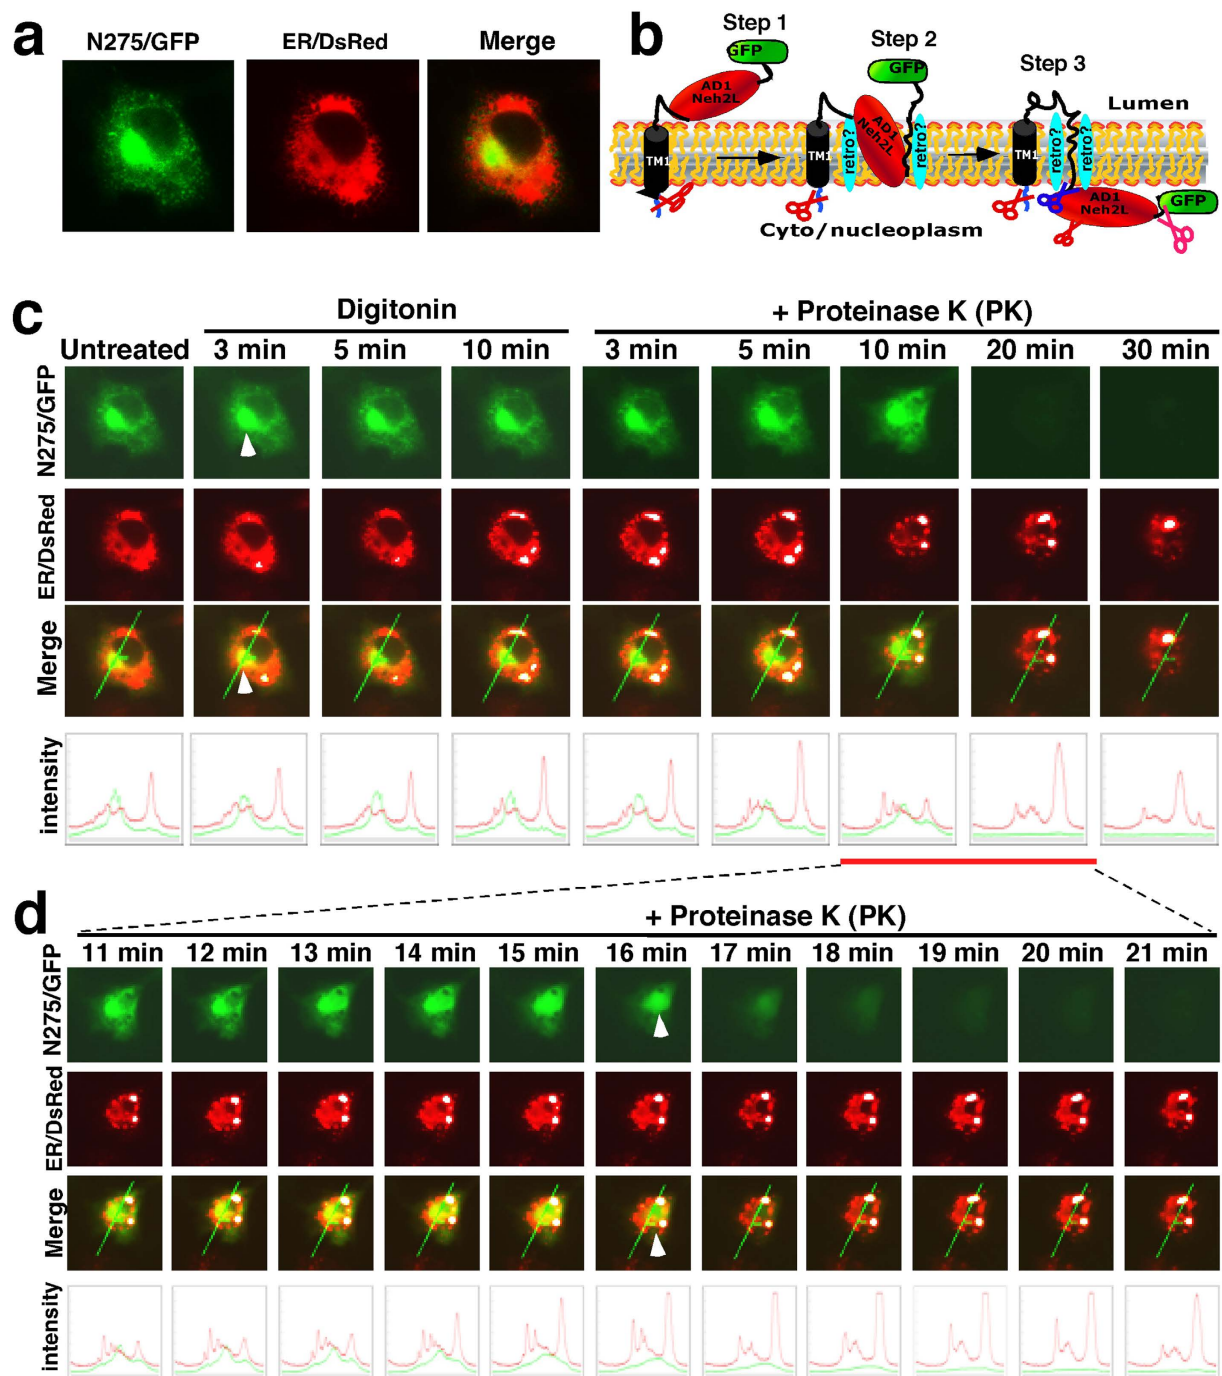 a
N275/GFP ER/DsRed Merge
b
Step 1
GFP
AD1
Neh2L
TM1
Step 2
GFP
AD1
Neh2L
TM1
retro?
retro?
Step 3
Lumen
TM1
retro?
retro?
AD1
Neh2L
GFP
Cyto/nucleoplasm
c
Digitonin + Proteinase K (PK)
Untreated 3 min 5 min 10 min 3 min 5 min 10 min 20 min 30 min
N275/GFP
ER/DsRed
Merge
intensity
d
+ Proteinase K (PK)
11 min 12 min 13 min 14 min 15 min 16 min 17 min 18 min 19 min 20 min 21 min
N275/GFP
ER/DsRed
Merge
intensity